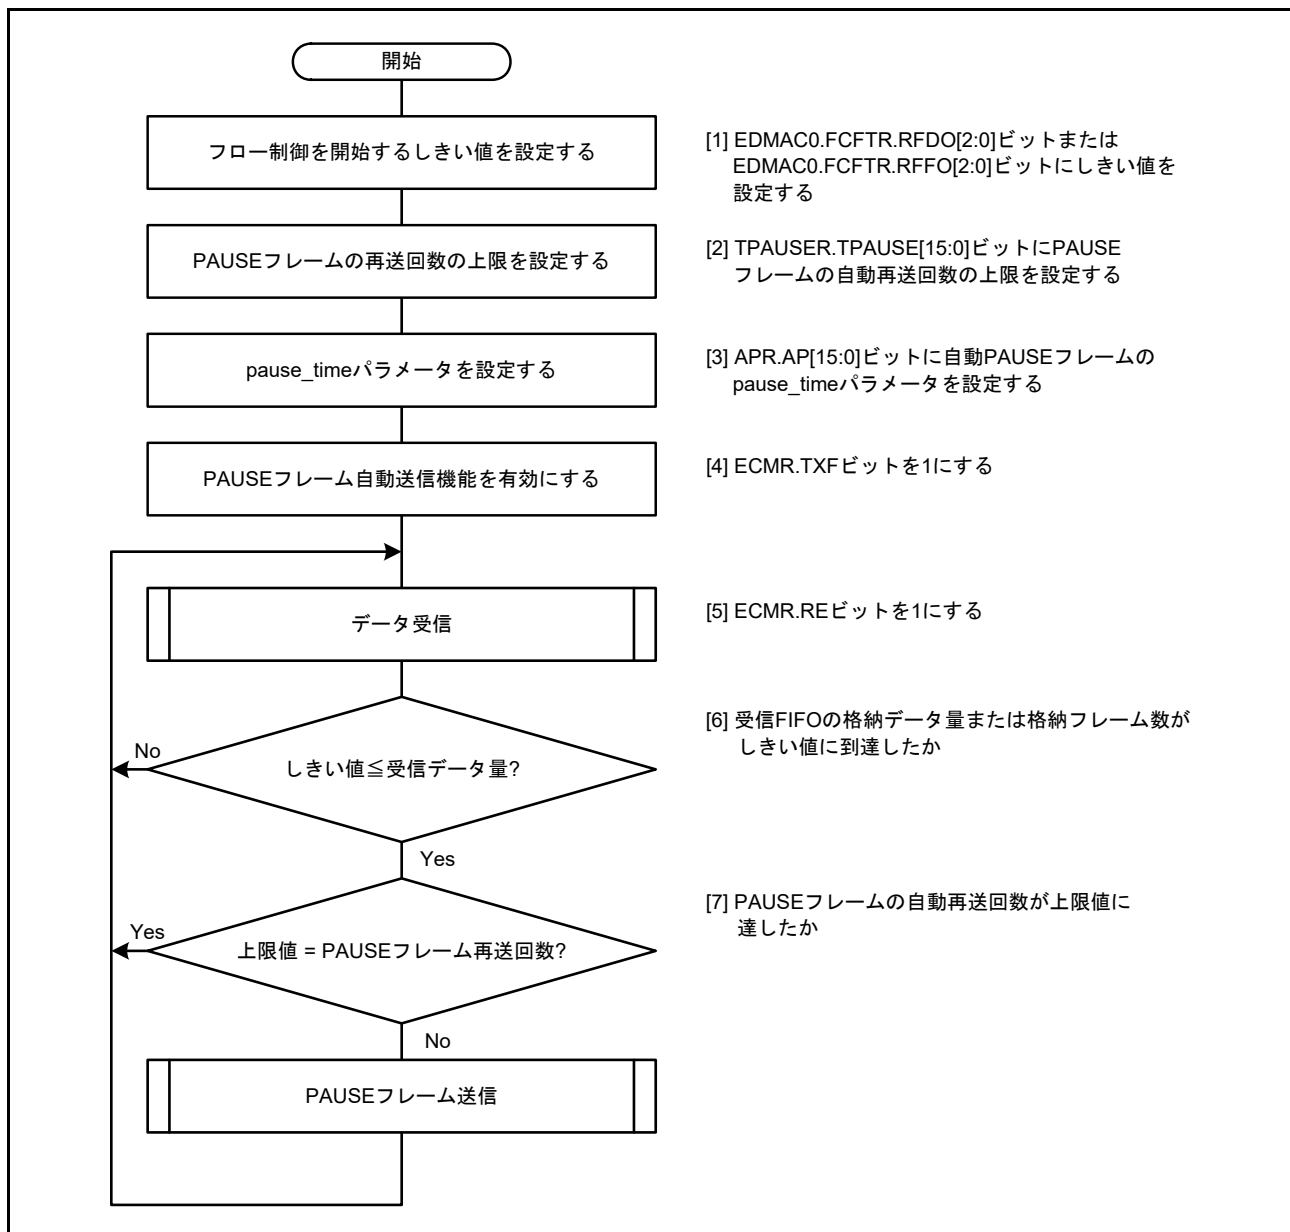 開始
フロー制御を開始するしきい値を設定する
[1] EDMAC0.FCFTR.RFDO[2:0]ビットまたは
EDMAC0.FCFTR.RFFO[2:0]ビットにしきい値を
設定する
PAUSEフレームの再送回数の上限を設定する
[2] TPAUSER.TPAUSE[15:0]ビットにPAUSE
フレームの自動再送回数の上限を設定する
pause_timeパラメータを設定する
[3] APR.AP[15:0]ビットに自動PAUSEフレームの
pause_timeパラメータを設定する
PAUSEフレーム自動送信機能を有効にする
[4] ECMR.TXFビットを1にする
データ受信
[5] ECMR.REビットを1にする
しきい値≦受信データ量?
No
Yes
[6] 受信FIFOの格納データ量または格納フレーム数が
しきい値に到達したか
上限値 = PAUSEフレーム再送回数?
Yes
No
[7] PAUSEフレームの自動再送回数が上限値に
達したか
PAUSEフレーム送信